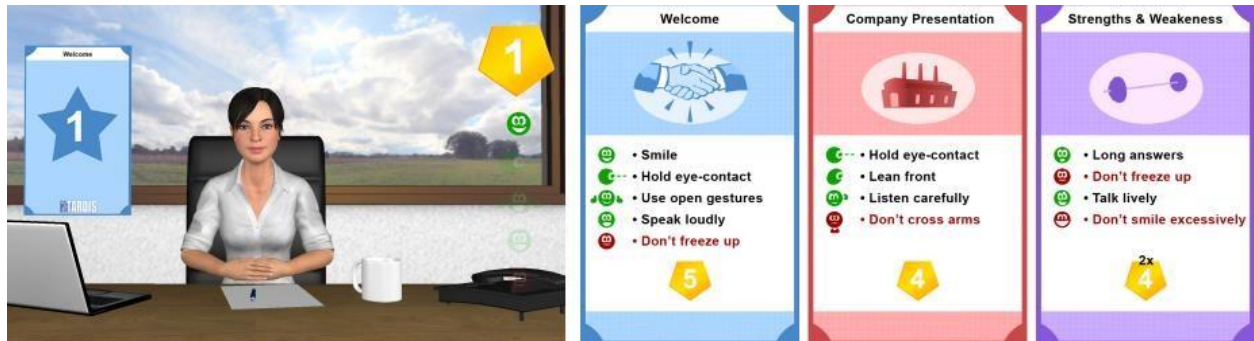 Welcome
1
TARDIS
1
Welcome
• Smile
• Hold eye-contact
• Use open gestures
• Speak loudly
• Don't freeze up
5
Company Presentation
• Hold eye-contact
• Lean front
• Listen carefully
• Don't cross arms
4
Strengths & Weakness
• Long answers
• Don't freeze up
• Talk lively
• Don't smile excessively
2x
4